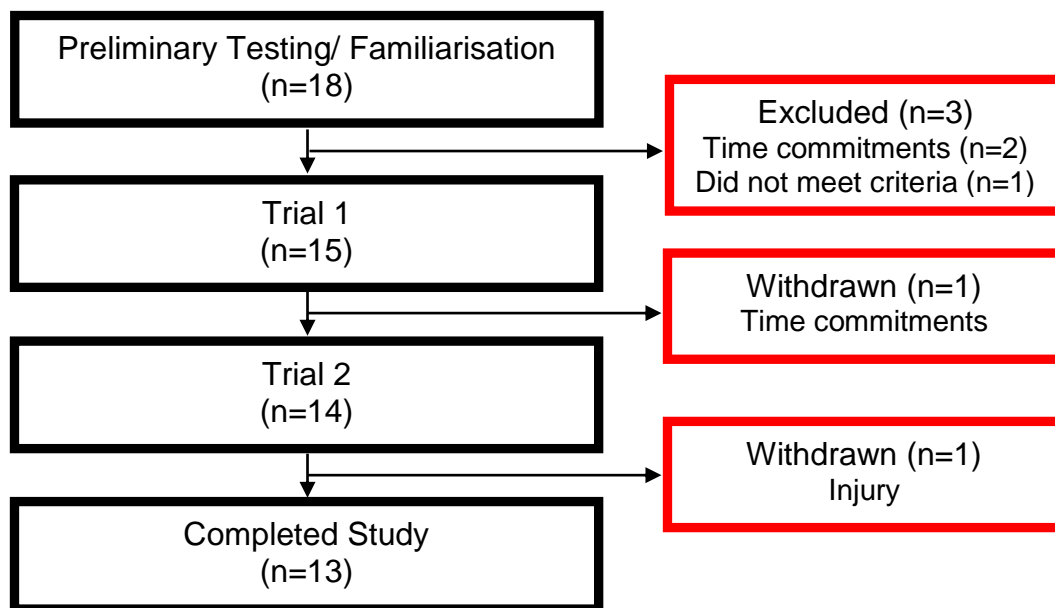 Preliminary Testing/ Familiarisation
(n=18)
Excluded (n=3)
Time commitments (n=2)
Did not meet criteria (n=1)
Trial 1
(n=15)
Withdrawn (n=1)
Time commitments
Trial 2
(n=14)
Withdrawn (n=1)
Injury
Completed Study
(n=13)